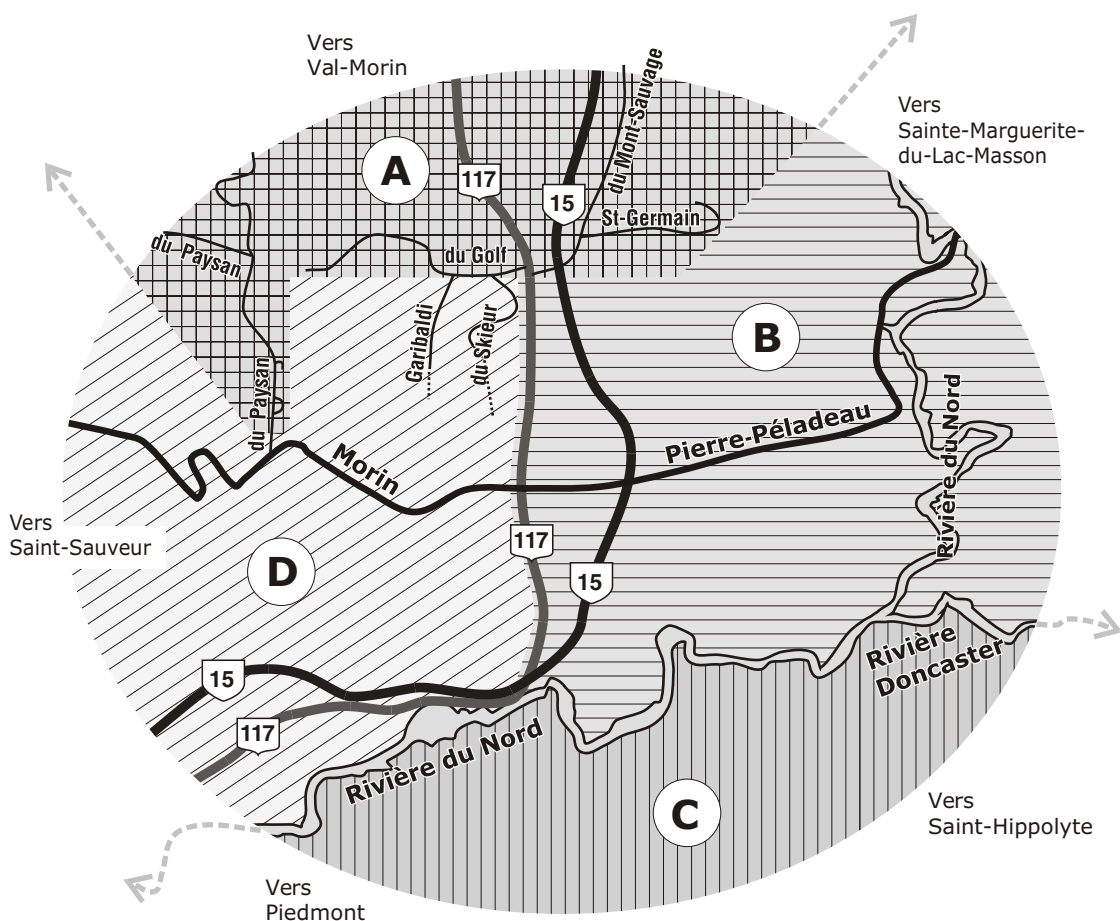 Vers
Val-Morin
Vers
Sainte-Marguerite-
du-Lac-Masson
du Mont-Sauvage
A
117
15
St-Germain
du Paysan
du Golf
Garibaldi
du Skieur
B
du Paysan
Morin
Pierre-Péladeau
Rivière du Nord
Vers
Saint-Sauveur
117
D
15
Rivière
Doncaster
15
117
Rivière du Nord
C
Vers
Saint-Hippolyte
Vers
Piedmont